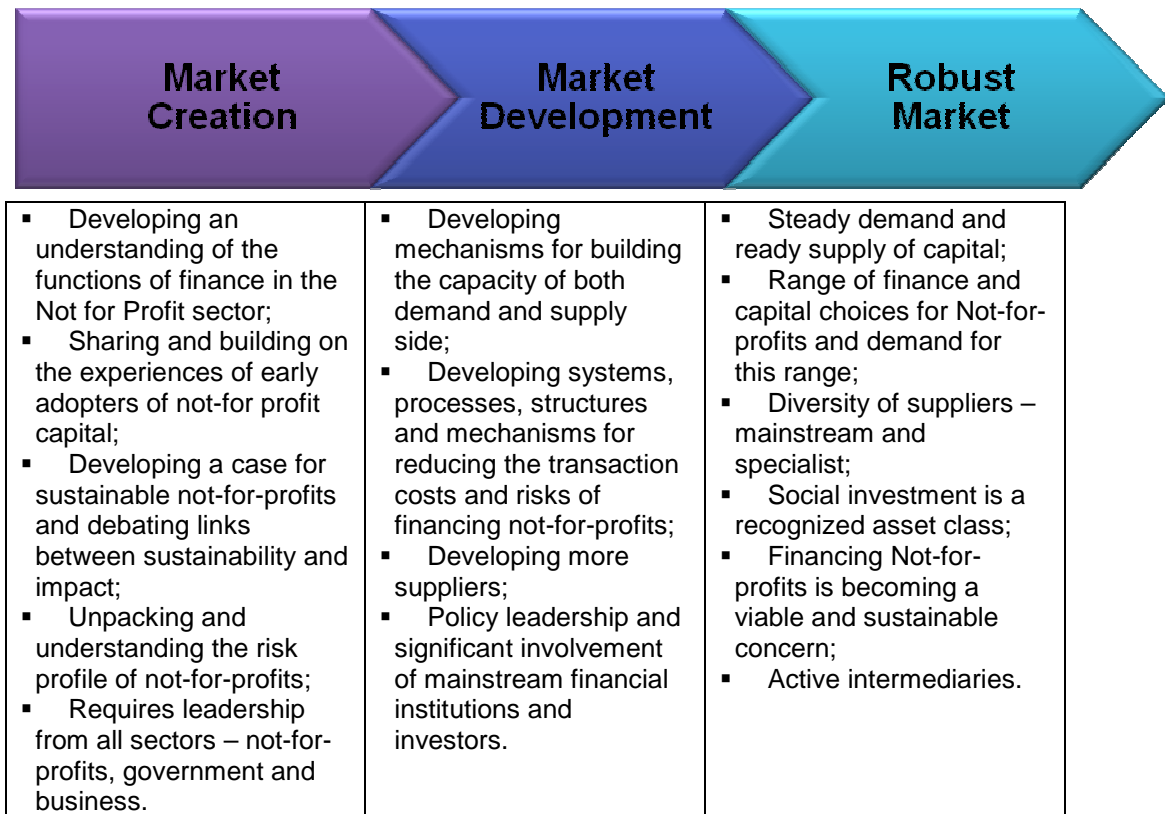 Market
Creation
Market
Development
Robust
Market
▪ Developing an
understanding of the
functions of finance in the
Not for Profit sector;
▪ Sharing and building on
the experiences of early
adopters of not-for profit
capital;
▪ Developing a case for
sustainable not-for-profits
and debating links
between sustainability and
impact;
▪ Unpacking and
understanding the risk
profile of not-for-profits;
▪ Requires leadership
from all sectors – not-for-
profits, government and
business.
▪ Developing
mechanisms for building
the capacity of both
demand and supply
side;
▪ Developing systems,
processes, structures
and mechanisms for
reducing the transaction
costs and risks of
financing not-for-profits;
▪ Developing more
suppliers;
▪ Policy leadership and
significant involvement
of mainstream financial
institutions and
investors.
▪ Steady demand and
ready supply of capital;
▪ Range of finance and
capital choices for Not-for-
profits and demand for
this range;
▪ Diversity of suppliers –
mainstream and
specialist;
▪ Social investment is a
recognized asset class;
▪ Financing Not-for-
profits is becoming a
viable and sustainable
concern;
▪ Active intermediaries.